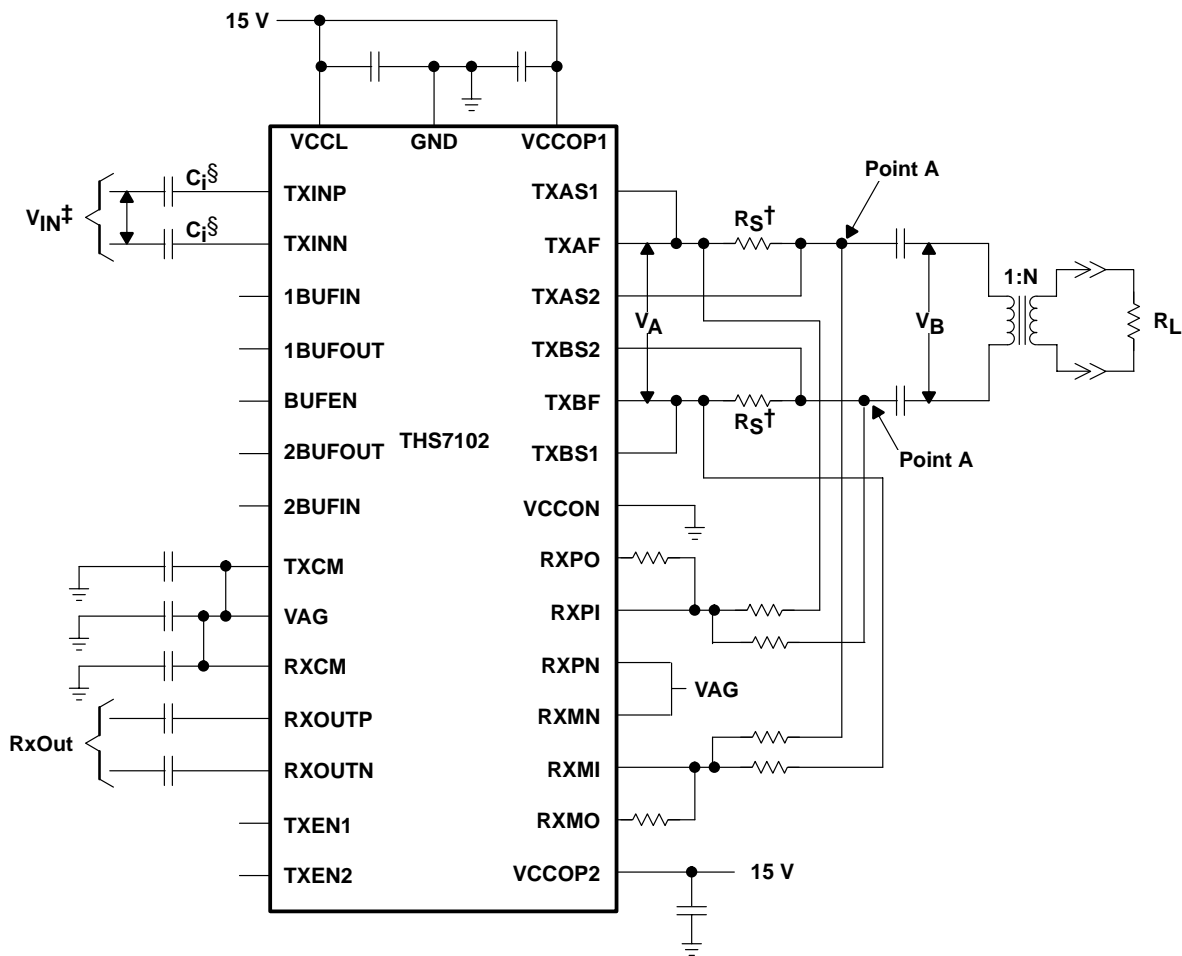 15 V
VCCL GND VCCOP1
Point A
Ci§
TXINP
TXAS1
VIN‡
RS†
Ci§
TXINN
TXAF
1:N
1BUFIN
TXAS2
VA
VB
RL
1BUFOUT
TXBS2
BUFEN
TXBF
RS†
THS7102
2BUFOUT
TXBS1
Point A
2BUFIN
VCCON
TXCM
RXPO
VAG
RXPI
RXCM
RXPN
VAG
RXOUTP
RXMN
RxOut
RXOUTN
RXMI
TXEN1
RXMO
TXEN2
VCCOP2
15 V